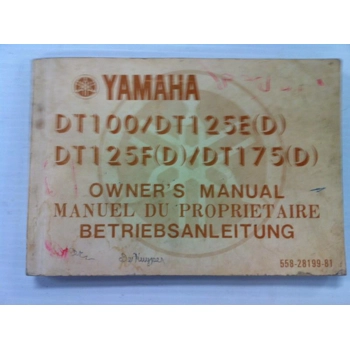 YAMAHA
DT100/DT125E(D)
DT125F(D)/DT175(D)
OWNER'S MANUAL
MANUEL DU PROPRIETAIRE
BETRIEBSANLEITUNG
558-28199-81